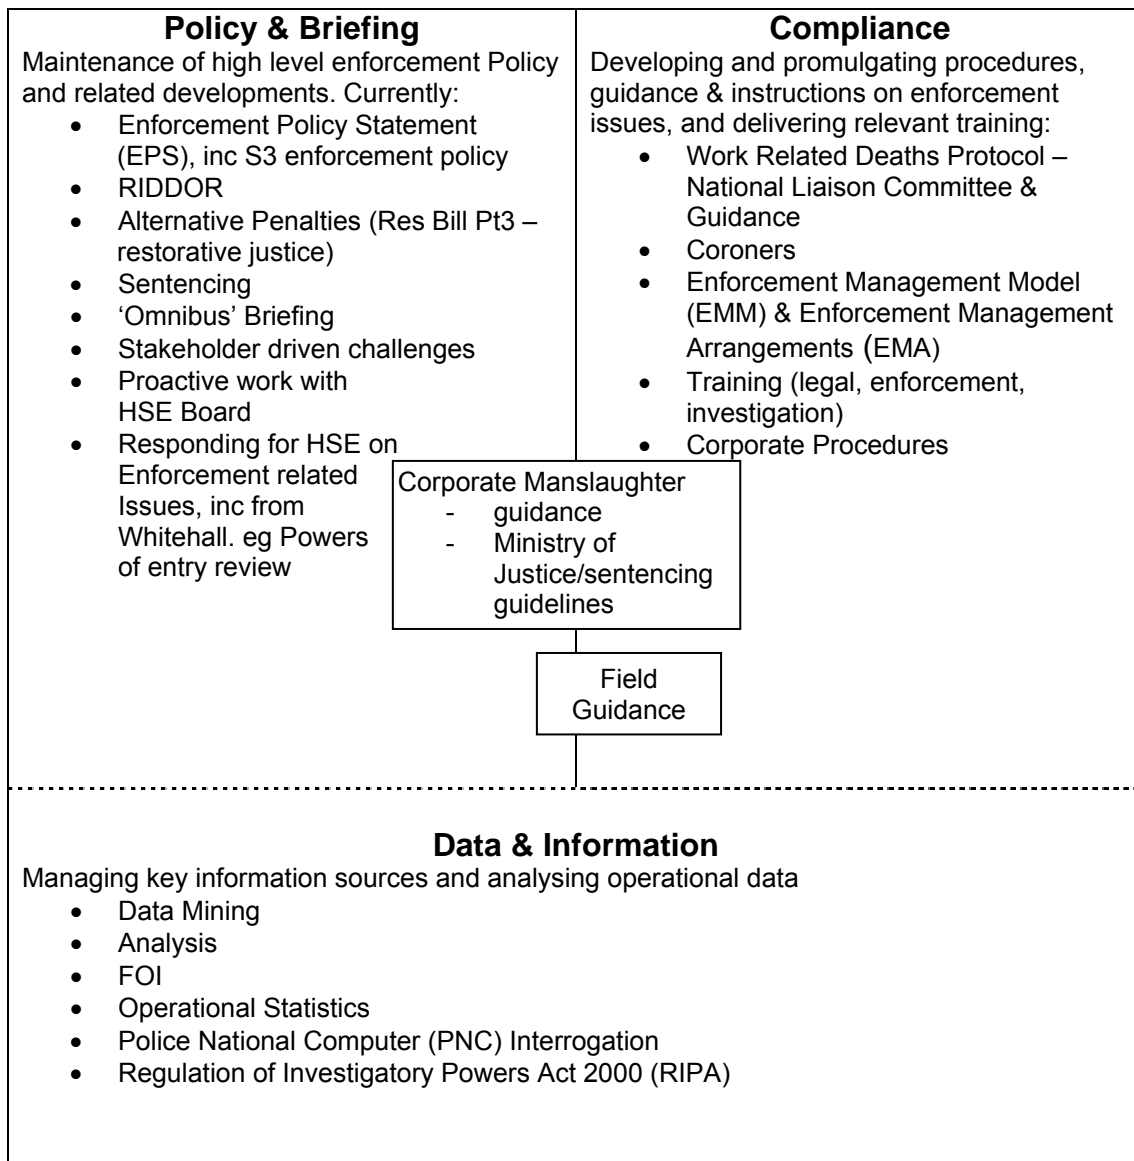 Policy & Briefing
Maintenance of high level enforcement Policy
and related developments. Currently:
• Enforcement Policy Statement
(EPS), inc S3 enforcement policy
• RIDDOR
• Alternative Penalties (Res Bill Pt3 –
restorative justice)
• Sentencing
• ‘Omnibus’ Briefing
• Stakeholder driven challenges
• Proactive work with
HSE Board
• Responding for HSE on
Enforcement related
Issues, inc from
Whitehall. eg Powers
of entry review
Compliance
Developing and promulgating procedures,
guidance & instructions on enforcement
issues, and delivering relevant training:
• Work Related Deaths Protocol –
National Liaison Committee &
Guidance
• Coroners
• Enforcement Management Model
(EMM) & Enforcement Management
Arrangements (EMA)
• Training (legal, enforcement,
investigation)
• Corporate Procedures
Corporate Manslaughter
- guidance
- Ministry of
Justice/sentencing
guidelines
Field
Guidance
Data & Information
Managing key information sources and analysing operational data
• Data Mining
• Analysis
• FOI
• Operational Statistics
• Police National Computer (PNC) Interrogation
• Regulation of Investigatory Powers Act 2000 (RIPA)